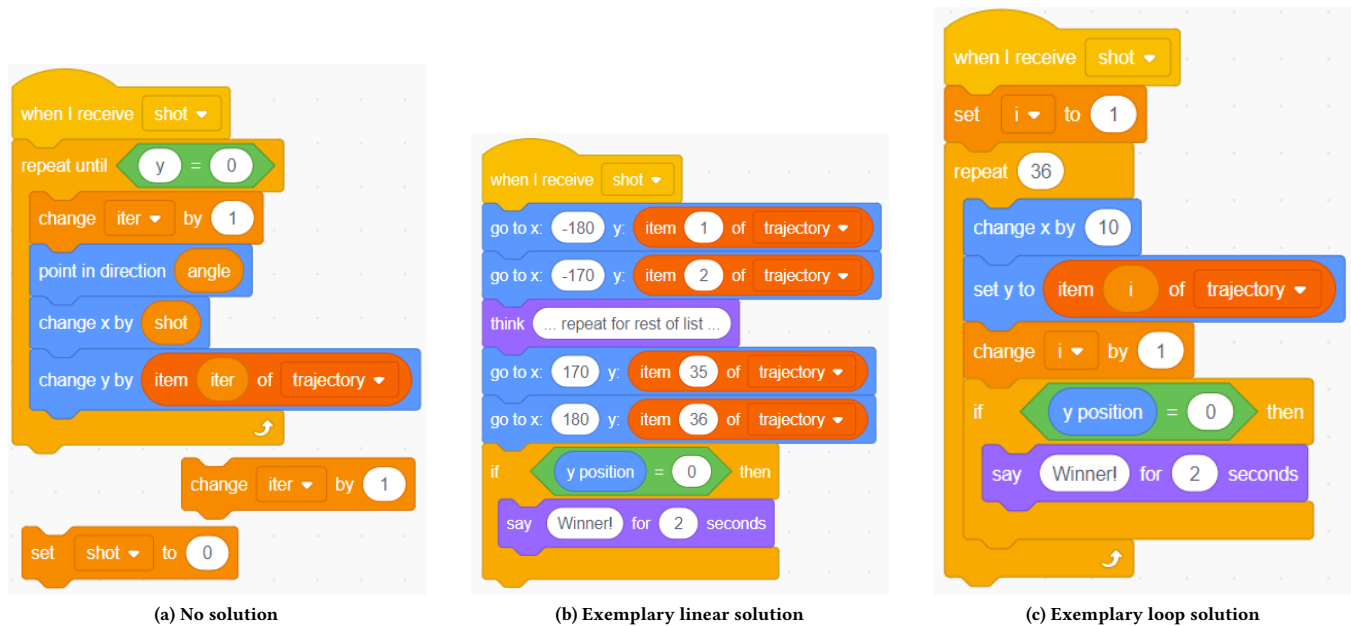 when I receive shot
repeat until y = 0
change iter by 1
point in direction angle
change x by shot
change y by item iter of trajectory
change iter by 1
set shot to 0
(a) No solution
when I receive shot
go to x: -180 y: item 1 of trajectory
go to x: -170 y: item 2 of trajectory
think ... repeat for rest of list ...
go to x: 170 y: item 35 of trajectory
go to x: 180 y: item 36 of trajectory
if y position = 0 then
say Winner! for 2 seconds
(b) Exemplary linear solution
when I receive shot
set i to 1
repeat 36
change x by 10
set y to item i of trajectory
change i by 1
if y position = 0 then
say Winner! for 2 seconds
(c) Exemplary loop solution